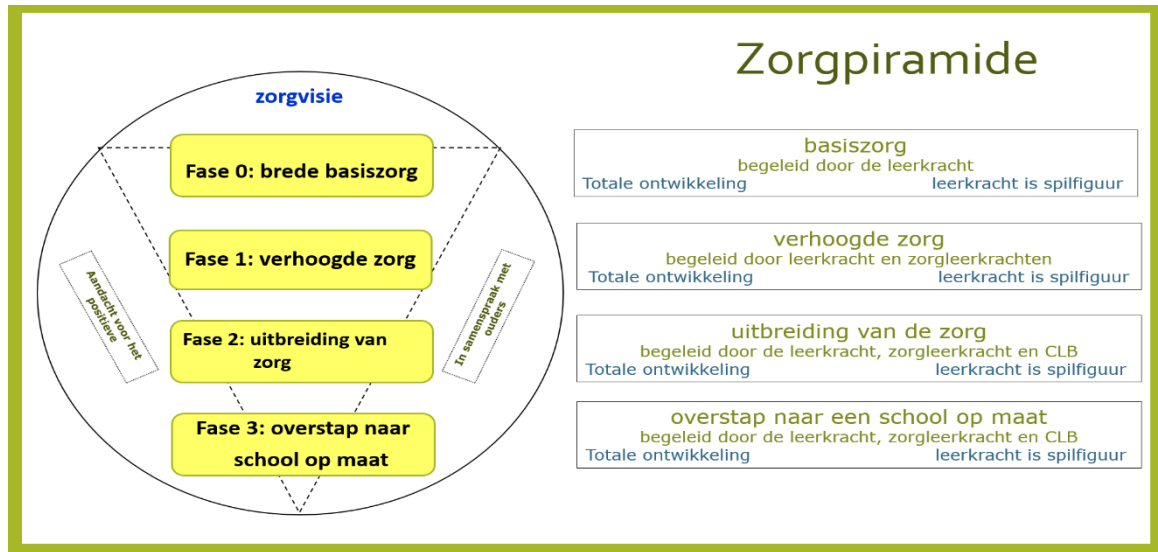 Zorgpiramide
zorgvisie
Fase 0: brede basiszorg
Fase 1: verhoogde zorg
Fase 2: uitbreiding van
zorg
Fase 3: overstap naar
school op maat
Aandacht voor het
positieve
In samenspraak met
ouders
basiszorg
begeleid door de leerkracht
Totale ontwikkeling leerkracht is spilfiguur
verhoogde zorg
begeleid door leerkracht en zorgleerkrachten
Totale ontwikkeling leerkracht is spilfiguur
uitbreiding van de zorg
begeleid door de leerkracht, zorgleerkracht en CLB
Totale ontwikkeling leerkracht is spilfiguur
overstap naar een school op maat
begeleid door de leerkracht, zorgleerkracht en CLB
Totale ontwikkeling leerkracht is spilfiguur